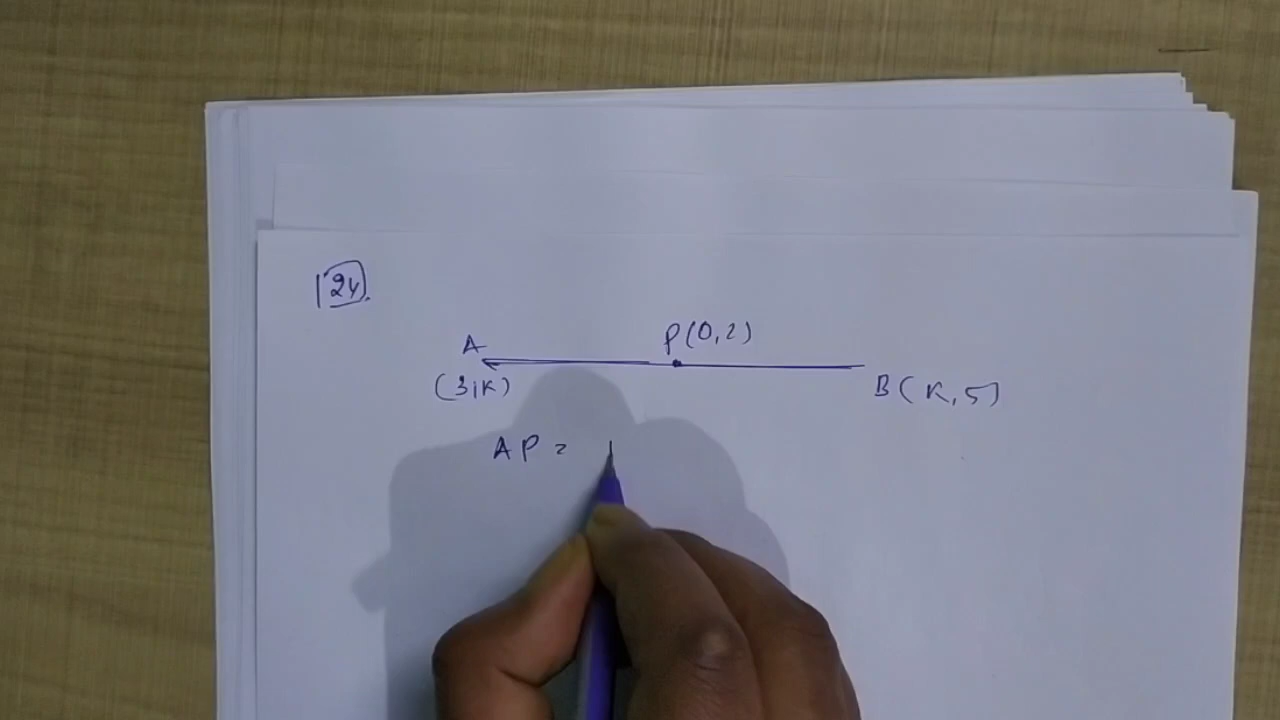 24.
P(0,2)
A
(3,K)
B(K,5)
AP =